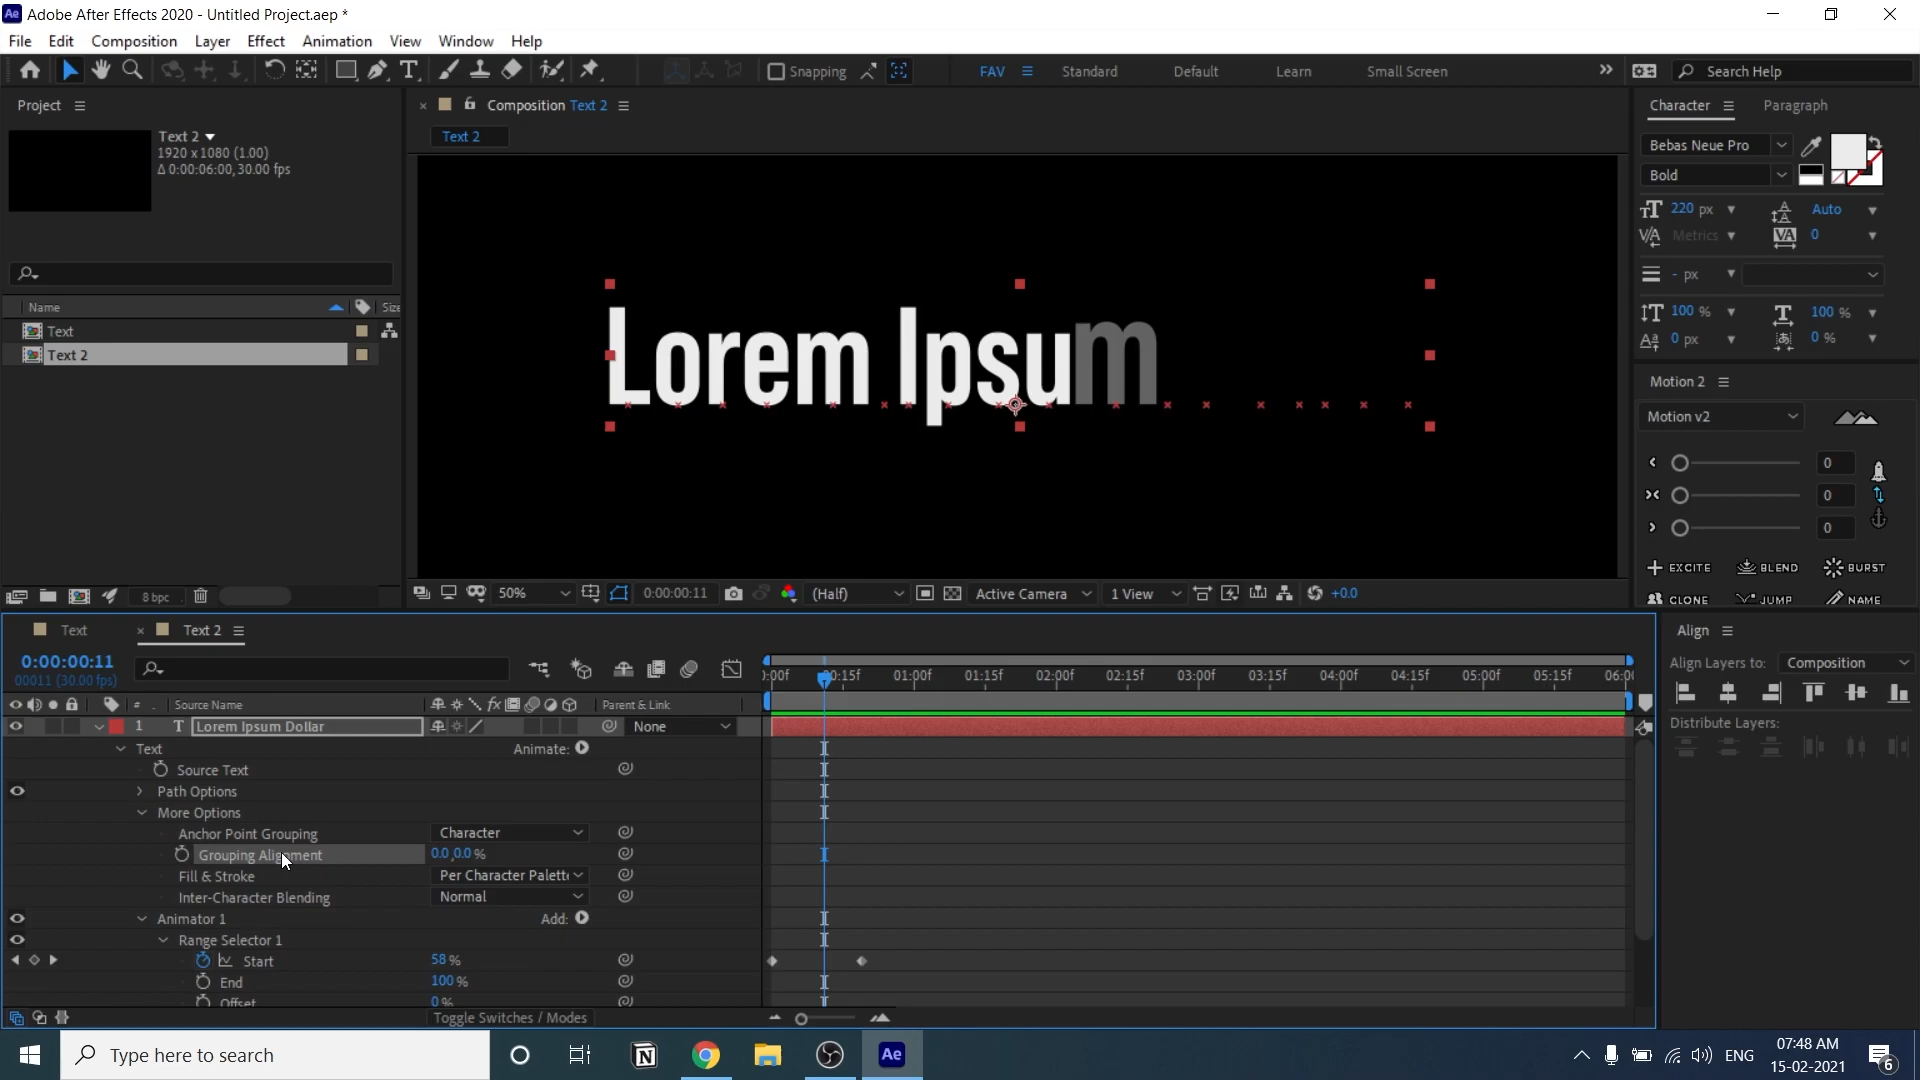 Adobe After Effects 2020 - Untitled Project.aep *
File Edit Composition Layer Effect Animation View Window Help
Snapping
FAV Standard Default Learn Small Screen
Search Help
Project
Text 2
1920 x 1080 (1.00)
Δ 0:00:06:00, 30.00 fps
Name Size
Text
Text 2
8 bpc
Composition Text 2
Text 2
Lorem Ipsum
50% 0:00:00:11 (Half) Active Camera 1 View +0.0
Character Paragraph
Bebas Neue Pro
Bold
220 px Auto
Metrics 0
- px
100 % 100 %
0 px 0 %
Motion 2
Motion v2
0
0
0
EXCITE BLEND BURST
CLONE JUMP NAME
Text Text 2
0:00:00:11
00011 (30.00 fps)
00f 0:15f 01:00f 01:15f 02:00f 02:15f 03:00f 03:15f 04:00f 04:15f 05:00f 05:15f 06:0
# Source Name Parent & Link
1 T Lorem Ipsum Dollar None
Text Animate:
Source Text
Path Options
More Options
Anchor Point Grouping Character
Grouping Alignment 0.0,0.0 %
Fill & Stroke Per Character Palett
Inter-Character Blending Normal
Animator 1 Add:
Range Selector 1
Start 58 %
End 100 %
Offset 0 %
Toggle Switches / Modes
Align
Align Layers to: Composition
Distribute Layers:
Type here to search
ENG
07:48 AM
15-02-2021
6